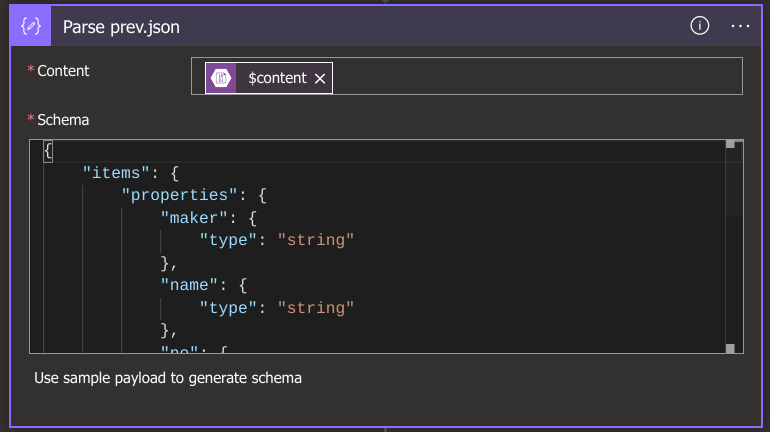 Parse prev.json
* Content
$content
* Schema
{
"items": {
"properties": {
"maker": {
"type": "string"
},
"name": {
"type": "string"
},
"no": {
Use sample payload to generate schema